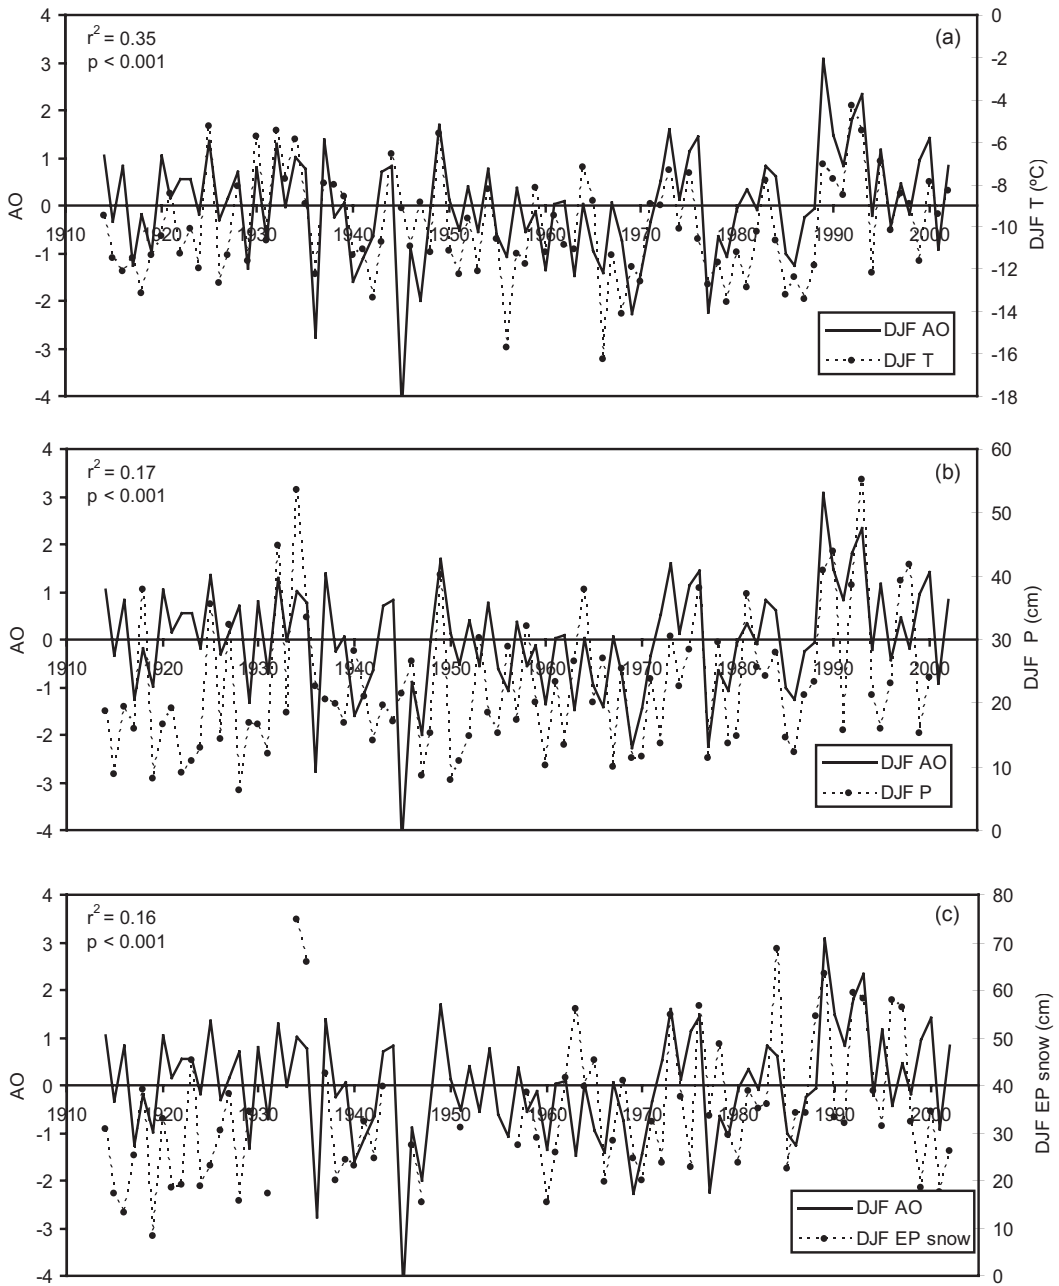 4
3
2
1
0
-1
-2
-3
-4
AO
r2 = 0.35
p < 0.001
(a)
1910 1920 1930 1940 1950 1960 1970 1980 1990 2000
0
-2
-4
-6
-8
-10
-12
-14
-16
-18
DJF T (ºC)
DJF AO
DJF T
4
3
2
1
0
-1
-2
-3
-4
AO
r2 = 0.17
p < 0.001
(b)
1910 1920 1930 1940 1950 1960 1970 1980 1990 2000
60
50
40
30
20
10
0
DJF P (cm)
DJF AO
DJF P
4
3
2
1
0
-1
-2
-3
-4
AO
r2 = 0.16
p < 0.001
(c)
1910 1920 1930 1940 1950 1960 1970 1980 1990 2000
80
70
60
50
40
30
20
10
0
DJF EP snow (cm)
DJF AO
DJF EP snow